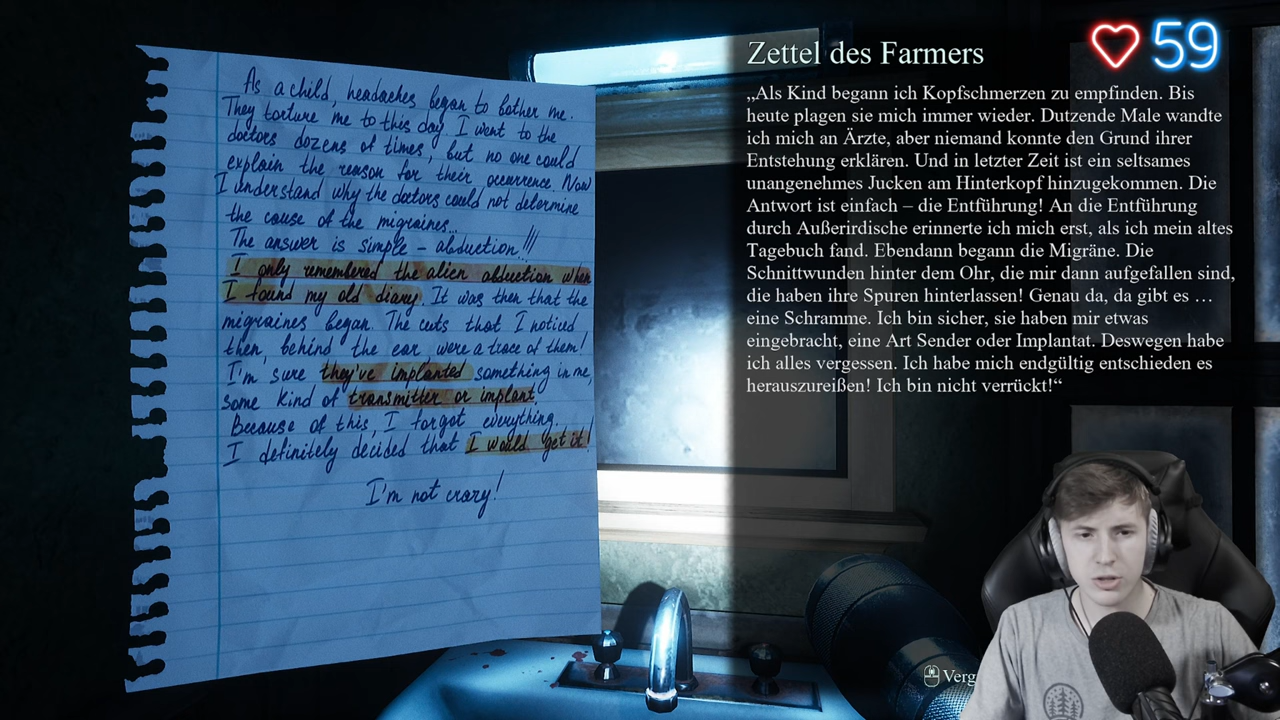 As a child, headaches began to bother me.
They torture me to this day. I went to the
doctors dozens of times, but no one could
explain the reason for their occurrence. Now
I understand why the doctors could not determine
the cause of the migraines...
The answer is simple – abduction!!!
I only remembered the alien abduction when
I found my old diary. It was then that the
migraines began. The cuts that I noticed
then, behind the ear, were a trace of them!
I'm sure they've implanted something in me,
some kind of transmitter or implant.
Because of this, I forgot everything.
I definitely decided that I would get it!
I'm not crazy!
Zettel des Farmers
59
„Als Kind begann ich Kopfschmerzen zu empfinden. Bis
heute plagen sie mich immer wieder. Dutzende Male wandte
ich mich an Ärzte, aber niemand konnte den Grund ihrer
Entstehung erklären. Und in letzter Zeit ist ein seltsames
unangenehmes Jucken am Hinterkopf hinzugekommen. Die
Antwort ist einfach – die Entführung! An die Entführung
durch Außerirdische erinnerte ich mich erst, als ich mein altes
Tagebuch fand. Ebendann begann die Migräne. Die
Schnittwunden hinter dem Ohr, die mir dann aufgefallen sind,
die haben ihre Spuren hinterlassen! Genau da, da gibt es …
eine Schramme. Ich bin sicher, sie haben mir etwas
eingebracht, eine Art Sender oder Implantat. Deswegen habe
ich alles vergessen. Ich habe mich endgültig entschieden es
herauszureißen! Ich bin nicht verrückt!“
Verg